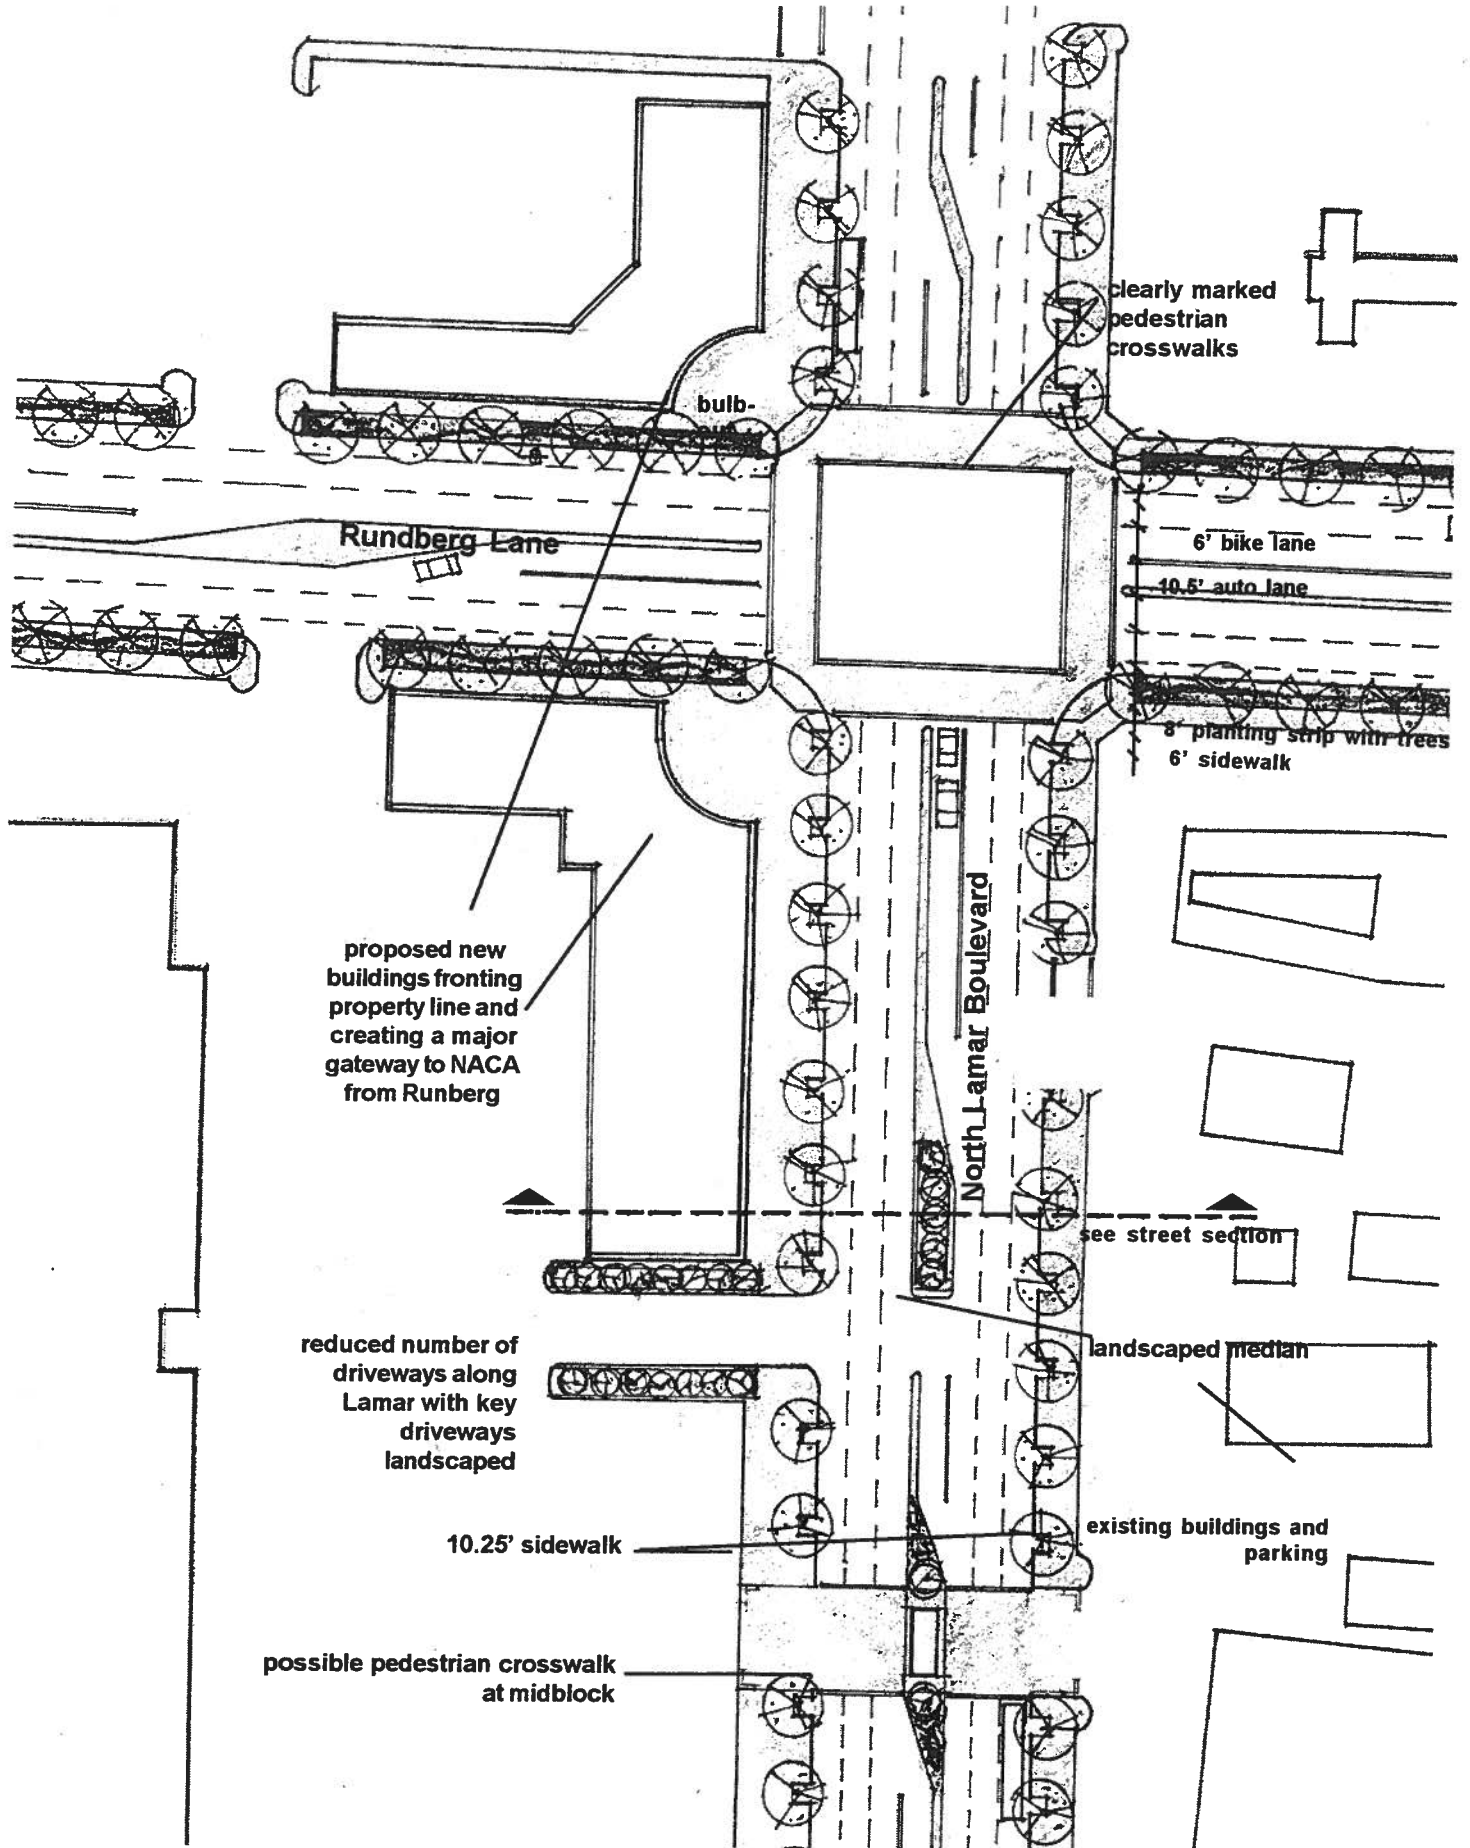 clearly marked
pedestrian
crosswalks
bulb-
Rundberg Lane
6' bike lane
10.5' auto lane
8' planting strip with trees
6' sidewalk
North Lamar Boulevard
proposed new
buildings fronting
property line and
creating a major
gateway to NACA
from Runberg
see street section
landscaped median
reduced number of
driveways along
Lamar with key
driveways
landscaped
10.25' sidewalk
existing buildings and
parking
possible pedestrian crosswalk
at midblock